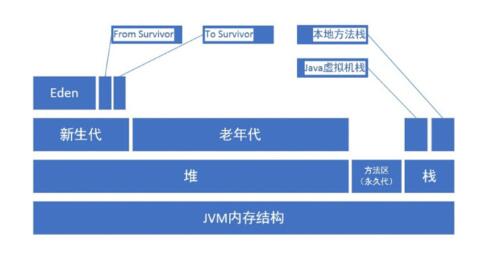 From Survivor
To Survivor
本地方法栈
Java虚拟机栈
Eden
新生代
老年代
堆
方法区
（永久代）
栈
JVM内存结构